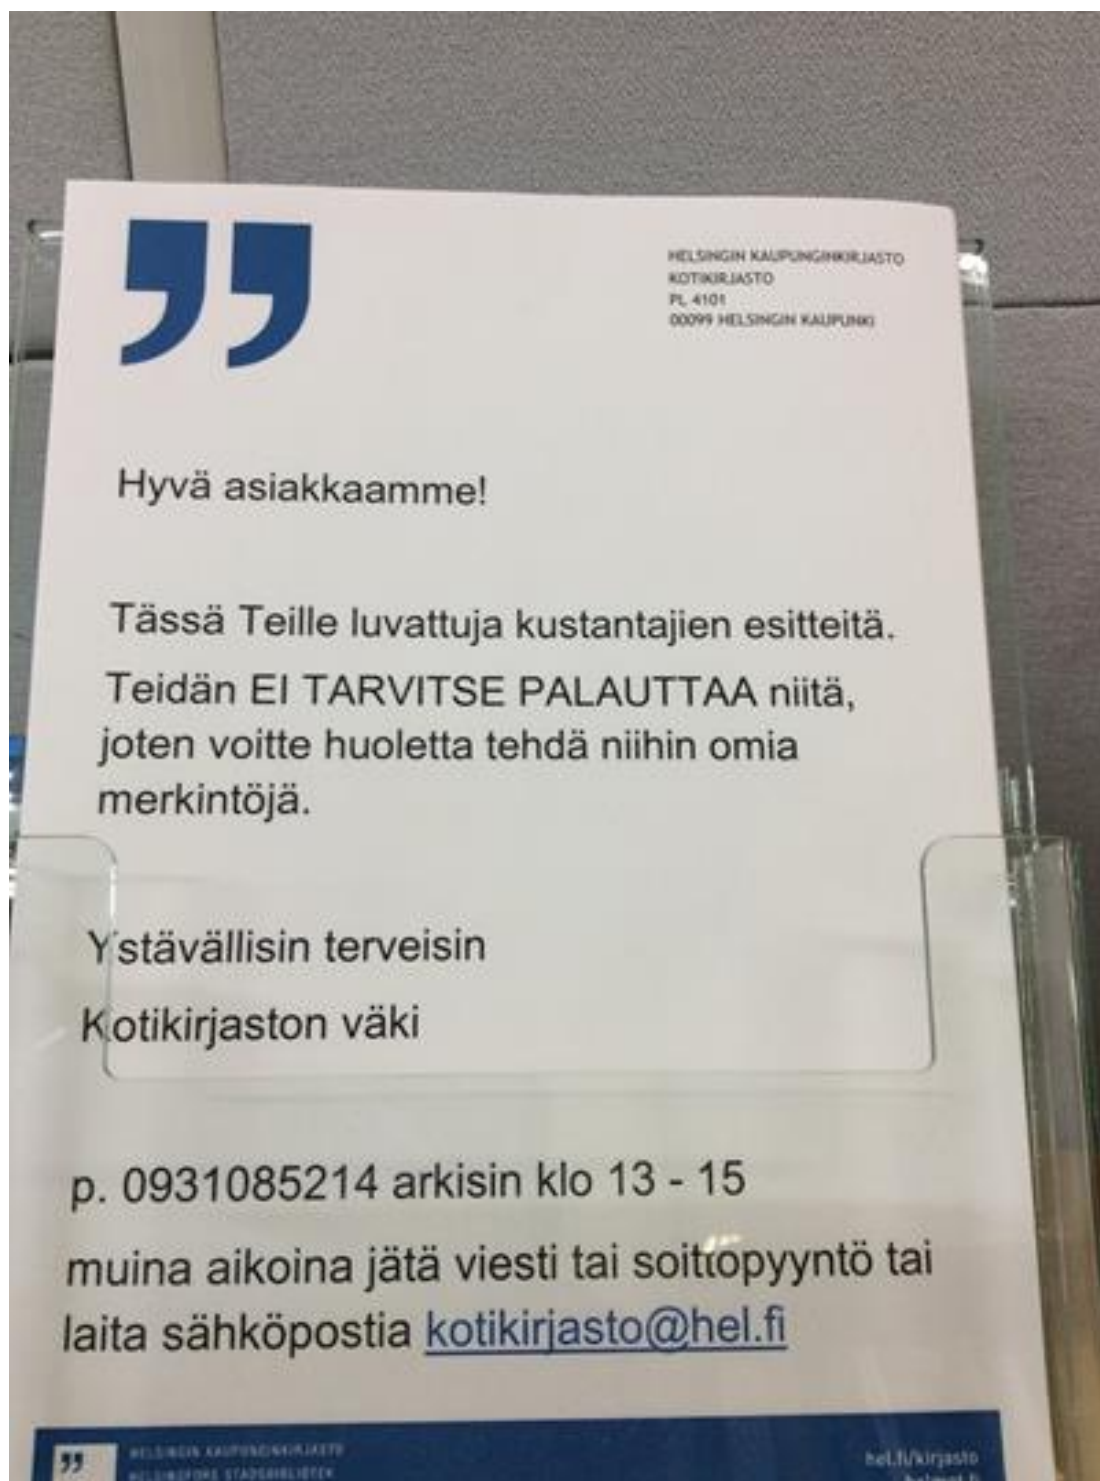 HELSINGIN KAUPUNGINKIRJASTO
KOTIKIRJASTO
PL 4101
00099 HELSINGIN KAUPUNKI
Hyvä asiakkaamme!
Tässä Teille luvattuja kustantajien esitteitä.
Teidän EI TARVITSE PALAUTTAA niitä,
joten voitte huoletta tehdä niihin omia
merkintöjä.
Ystävällisin terveisin
Kotikirjaston väki
p. 0931085214 arkisin klo 13 - 15
muina aikoina jätä viesti tai soittopyyntö tai
laita sähköpostia kotikirjasto@hel.fi
HELSINGIN KAUPUNGINKIRJASTO
HELSINGFORS STADSBIBLIOTEK
hel.fi/kirjasto